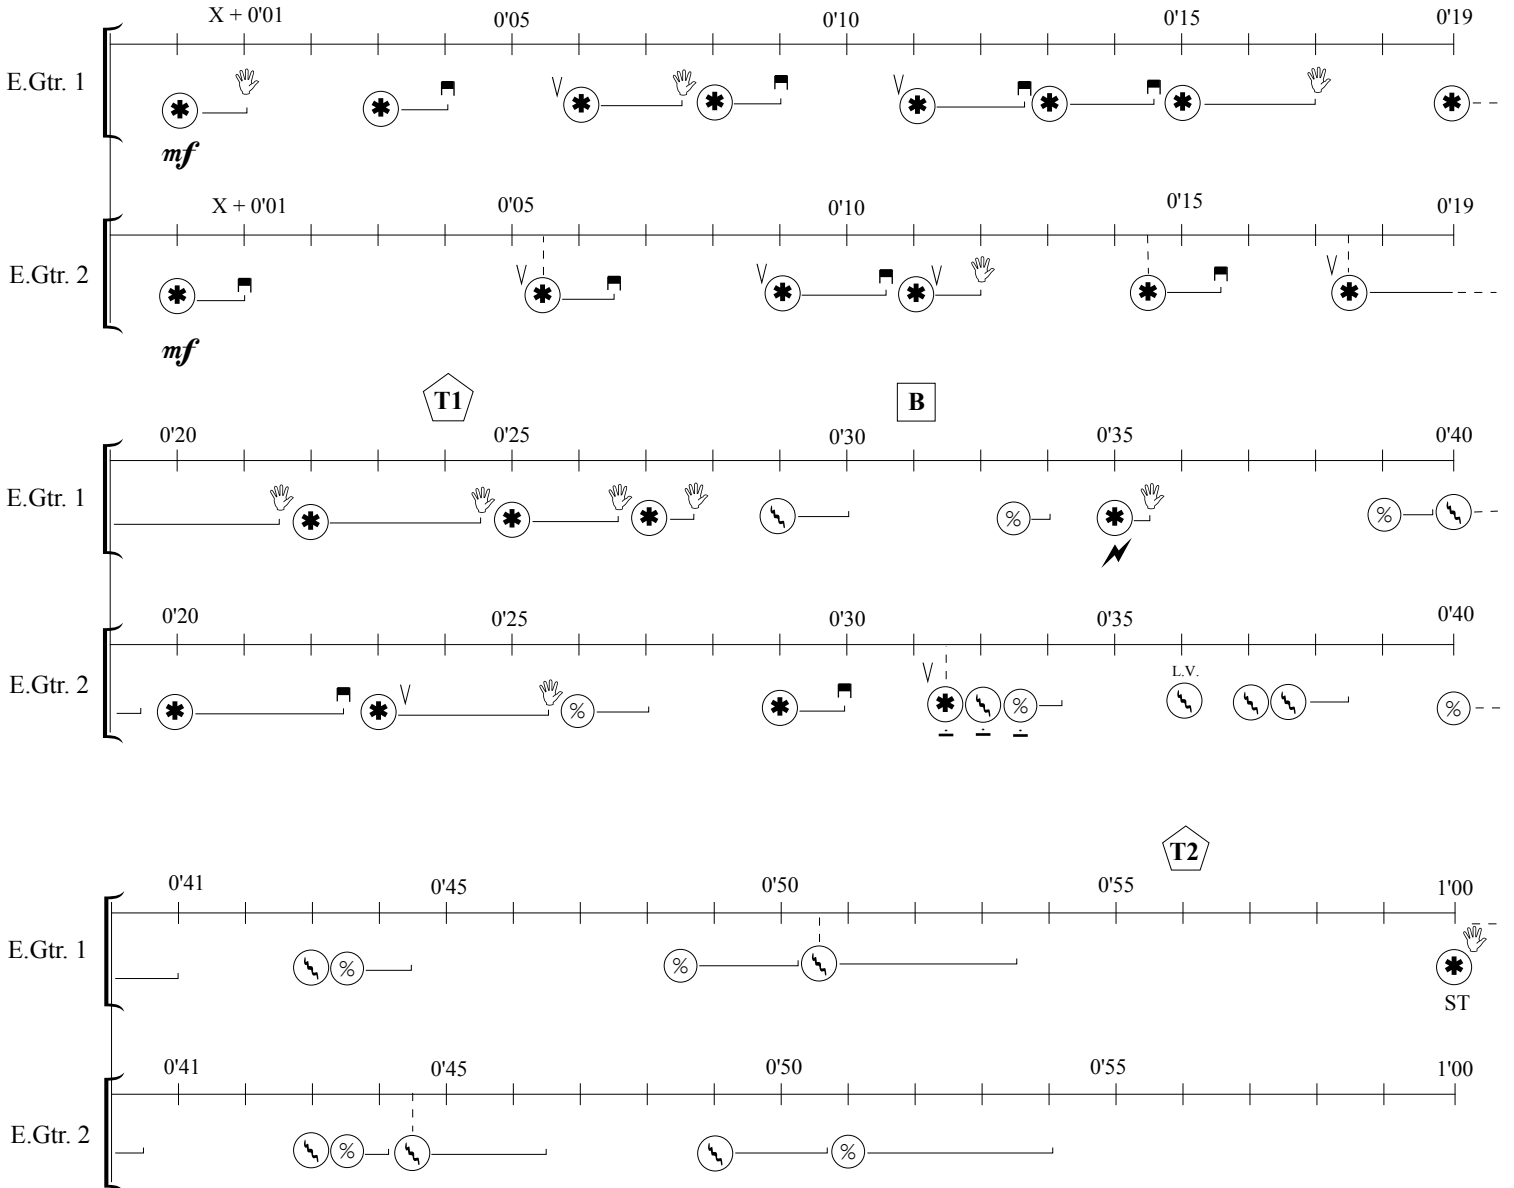 X + 0'01 0'05 0'10 0'15 0'19
E.Gtr. 1
mf
X + 0'01 0'05 0'10 0'15 0'19
E.Gtr. 2
mf
T1 B
0'20 0'25 0'30 0'35 0'40
E.Gtr. 1
%
%
0'20 0'25 0'30 0'35 0'40
L.V.
E.Gtr. 2
% % %
T2
0'41 0'45 0'50 0'55 1'00
E.Gtr. 1
% %
ST
0'41 0'45 0'50 0'55 1'00
E.Gtr. 2
% %